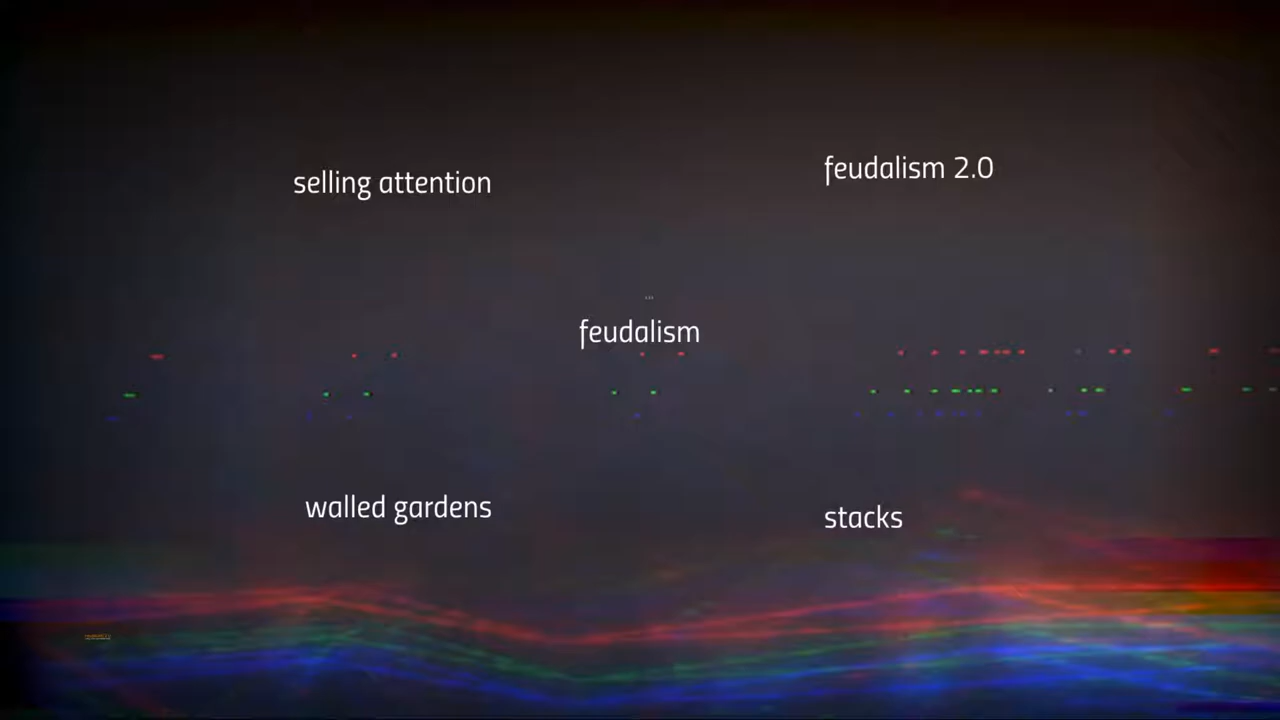 selling attention
feudalism 2.0
feudalism
walled gardens
stacks